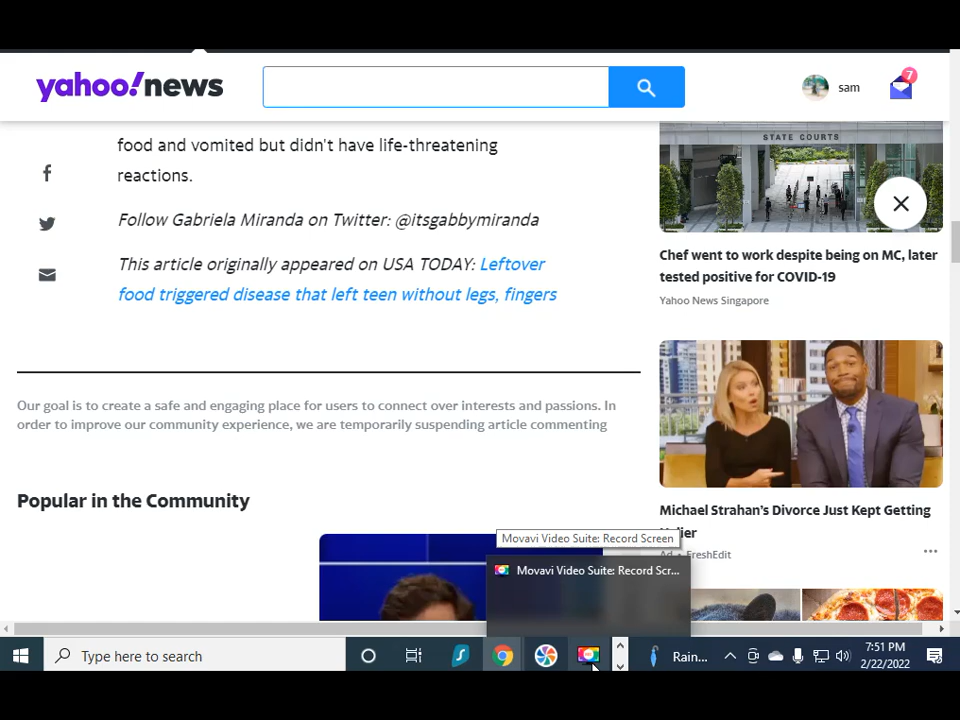 yahoo!news
sam
7
food and vomited but didn't have life-threatening
reactions.
Follow Gabriela Miranda on Twitter: @itsgabbymiranda
This article originally appeared on USA TODAY: Leftover
food triggered disease that left teen without legs, fingers
Our goal is to create a safe and engaging place for users to connect over interests and passions. In
order to improve our community experience, we are temporarily suspending article commenting
Popular in the Community
STATE COURTS
Chef went to work despite being on MC, later
tested positive for COVID-19
Yahoo News Singapore
Michael Strahan's Divorce Just Kept Getting
Ad • FreshEdit
Movavi Video Suite: Record Screen
Movavi Video Suite: Record Scr...
Type here to search
Rain...
7:51 PM
2/22/2022